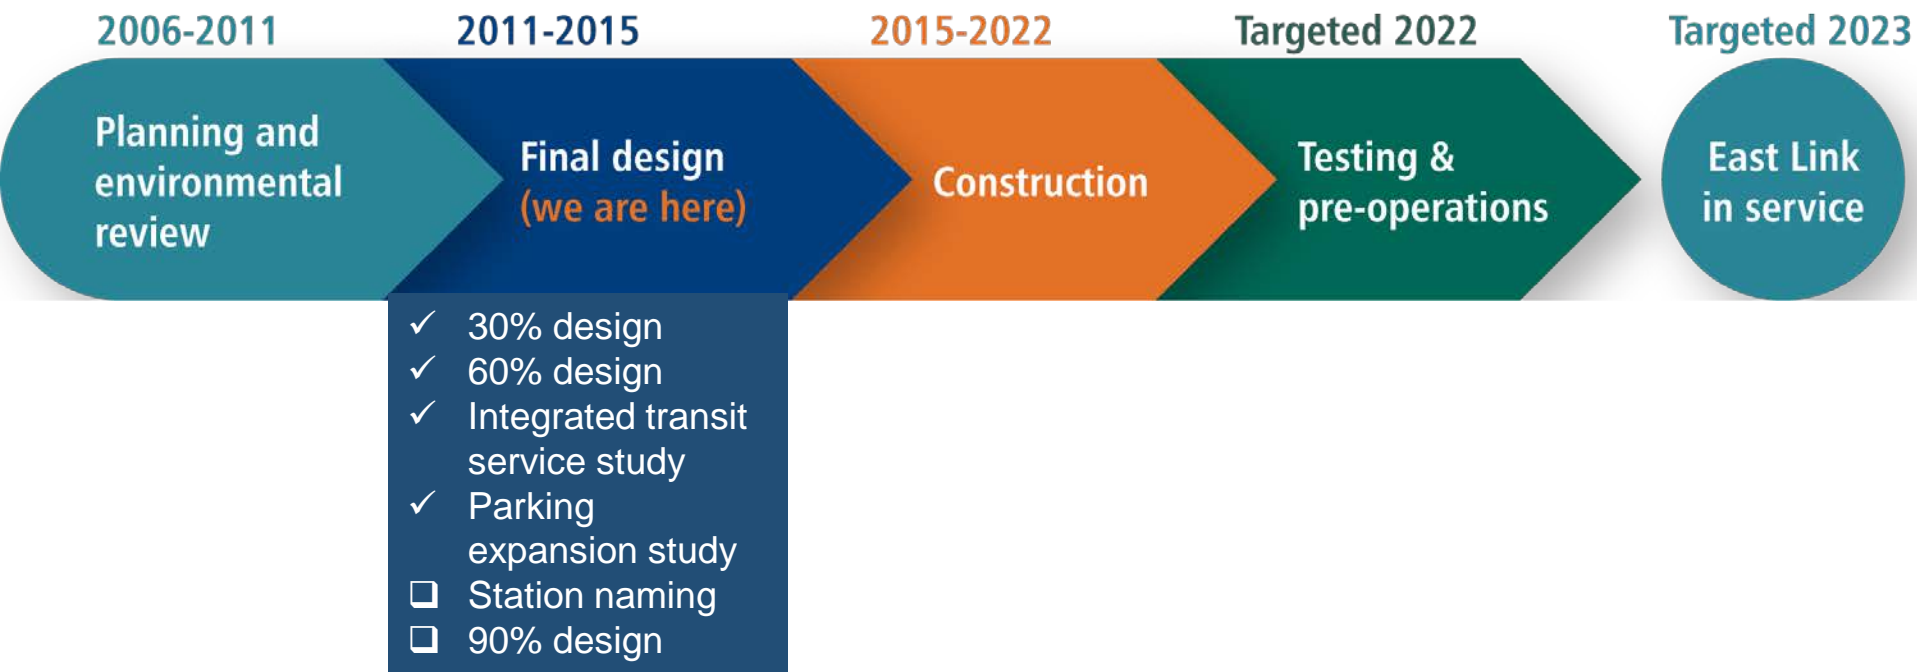 2006-2011
2011-2015
2015-2022
Targeted 2022
Targeted 2023
Planning and
environmental
review
Final design
(we are here)
Construction
Testing &
pre-operations
East Link
in service
✓ 30% design
✓ 60% design
✓ Integrated transit
service study
✓ Parking
expansion study
❑ Station naming
❑ 90% design